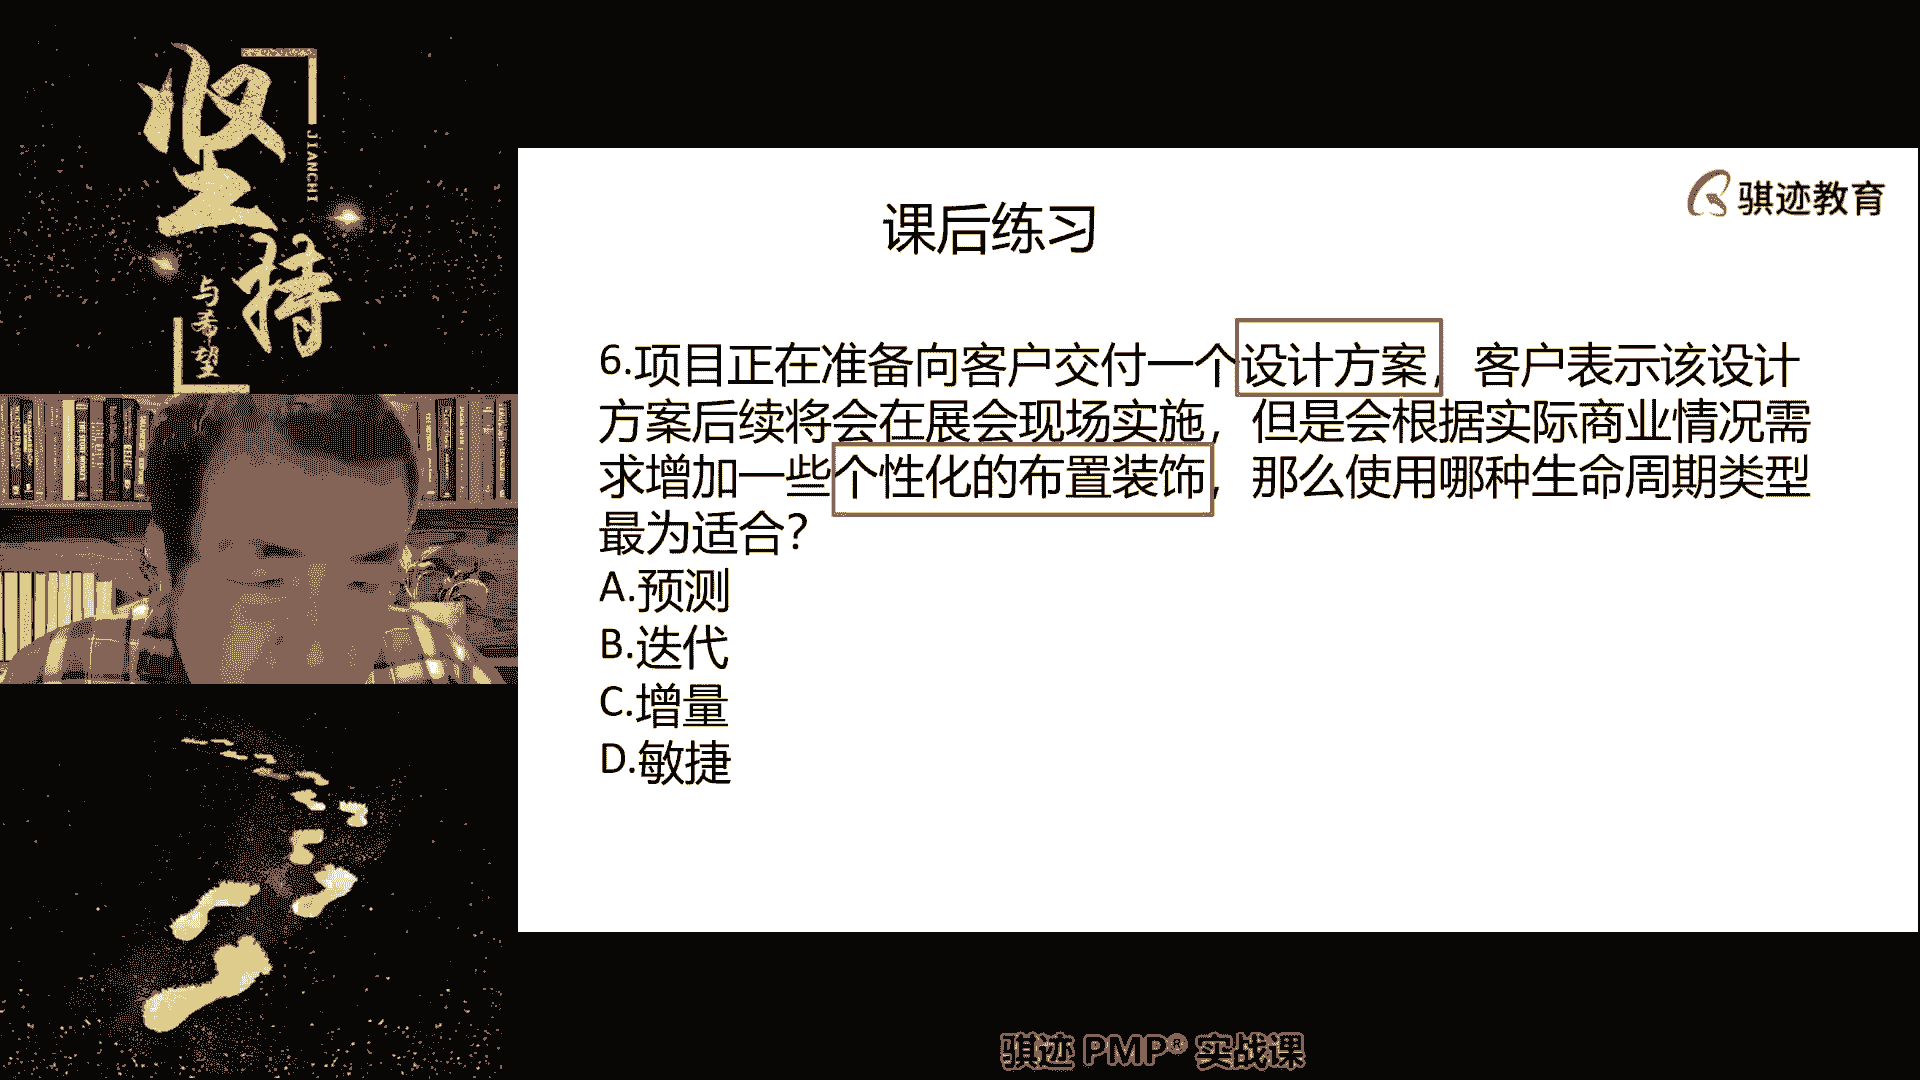 坚持
JIANCHI
与希望
骐迹教育
课后练习
6.项目正在准备向客户交付一个设计方案，客户表示该设计
方案后续将会在展会现场实施，但是会根据实际商业情况需
求增加一些个性化的布置装饰，那么使用哪种生命周期类型
最为适合？
A.预测
B.迭代
C.增量
D.敏捷
骐迹 PMP® 实战课